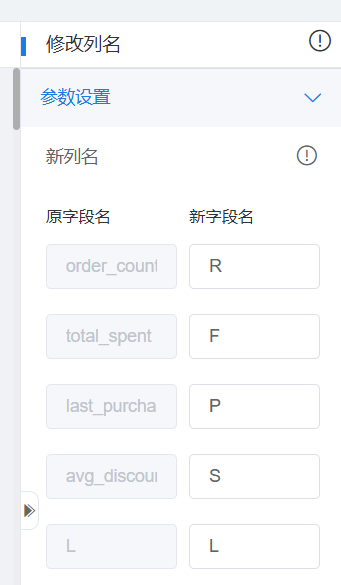 修改列名
参数设置
新列名
原字段名 新字段名
order_count R
total_spent F
last_purcha P
avg_discou S
L L